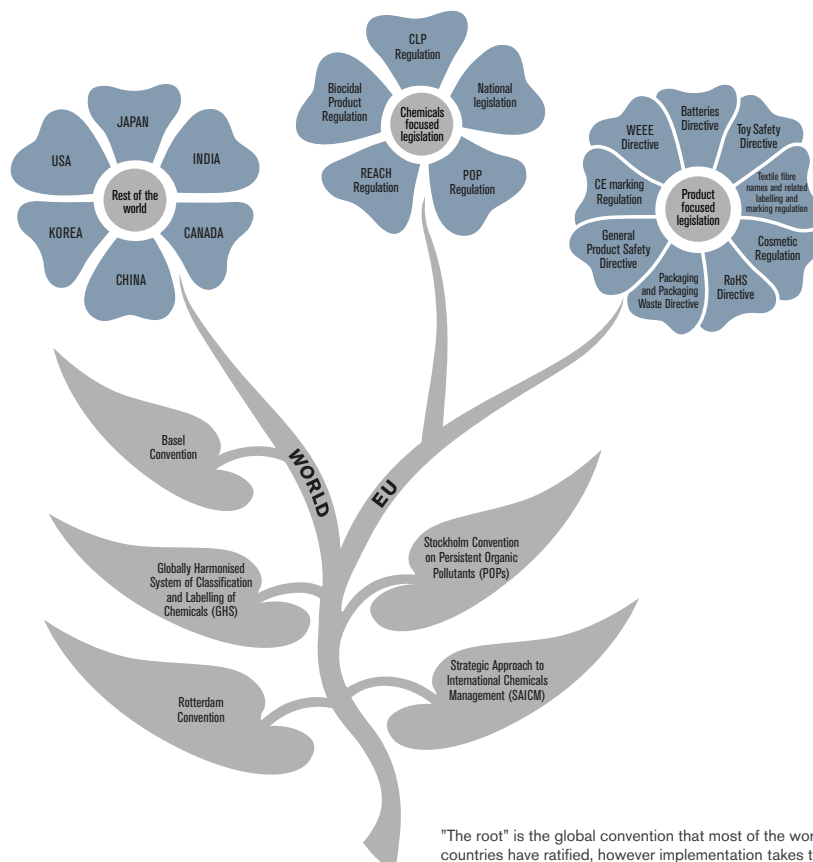 JAPAN
USA
INDIA
Rest of the
world
KOREA
CANADA
CHINA
CLP
Regulation
Biocidal
Product
Regulation
National
legislation
Chemicals
focused
legislation
REACH
Regulation
POP
Regulation
Batteries
Directive
WEEE
Directive
Toy Safety
Directive
CE marking
Regulation
Textile fibre
names and related
labelling and
marking regulation
Product
focused
legislation
General
Product Safety
Directive
Cosmetic
Regulation
Packaging
and Packaging
Waste Directive
RoHS
Directive
WORLD
EU
Basel
Convention
Globally Harmonised
System of Classification
and Labelling of
Chemicals (GHS)
Stockholm Convention
on Persistent Organic
Pollutants (POPs)
Rotterdam
Convention
Strategic Approach to
International Chemicals
Management (SAICM)
"The root" is the global convention that most of the wor
countries have ratified, however implementation takes t